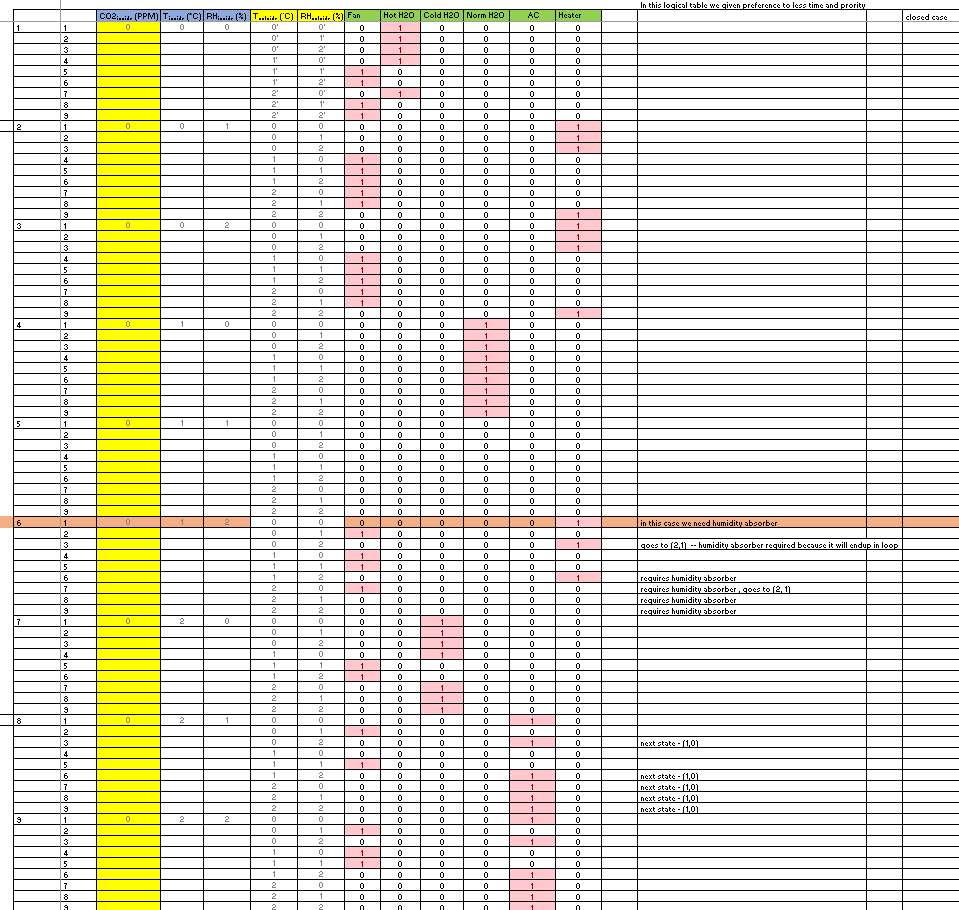 In this logical table we given preference to less time and prority
CO2inside (PPM) Tinside (°C) RHinside (%) Toutside (°C) RHoutside (%) Fan Hot H2O Cold H2O Norm H2O AC Heater closed case
1 1 0 0 0 0' 0' 0 1 0 0 0 0
2 0' 1' 0 1 0 0 0 0
3 0' 2' 0 1 0 0 0 0
4 1' 0' 0 1 0 0 0 0
5 1' 1' 1 0 0 0 0 0
6 1' 2' 1 0 0 0 0 0
7 2' 0' 0 1 0 0 0 0
8 2' 1' 1 0 0 0 0 0
9 2' 2' 1 0 0 0 0 0
2 1 0 0 1 0 0 0 0 0 0 0 1
2 0 1 0 0 0 0 0 1
3 0 2 0 0 0 0 0 1
4 1 0 1 0 0 0 0 0
5 1 1 1 0 0 0 0 0
6 1 2 1 0 0 0 0 0
7 2 0 1 0 0 0 0 0
8 2 1 1 0 0 0 0 0
9 2 2 0 0 0 0 0 1
3 1 0 0 2 0 0 0 0 0 0 0 1
2 0 1 0 0 0 0 0 1
3 0 2 0 0 0 0 0 1
4 1 0 1 0 0 0 0 0
5 1 1 1 0 0 0 0 0
6 1 2 1 0 0 0 0 0
7 2 0 1 0 0 0 0 0
8 2 1 1 0 0 0 0 0
9 2 2 0 0 0 0 0 1
4 1 0 1 0 0 0 0 0 0 1 0 0
2 0 1 0 0 0 1 0 0
3 0 2 0 0 0 1 0 0
4 1 0 0 0 0 1 0 0
5 1 1 0 0 0 1 0 0
6 1 2 0 0 0 1 0 0
7 2 0 0 0 0 1 0 0
8 2 1 0 0 0 1 0 0
9 2 2 0 0 0 1 0 0
5 1 0 1 1 0 0 0 0 0 0 0 0
2 0 1 0 0 0 0 0 0
3 0 2 0 0 0 0 0 0
4 1 0 0 0 0 0 0 0
5 1 1 0 0 0 0 0 0
6 1 2 0 0 0 0 0 0
7 2 0 0 0 0 0 0 0
8 2 1 0 0 0 0 0 0
9 2 2 0 0 0 0 0 0
6 1 0 1 2 0 0 0 0 0 0 0 1 in this case we need humidity absorber
2 0 1 1 0 0 0 0 0
3 0 2 0 0 0 0 0 1 goes to (2,1) -- humidity absorber required because it will endup in loop
4 1 0 1 0 0 0 0 0
5 1 1 1 0 0 0 0 0
6 1 2 0 0 0 0 0 1 requires humidity absorber
7 2 0 1 0 0 0 0 0 requires humidity absorber , goes to (2, 1)
8 2 1 0 0 0 0 0 0 requires humidity absorber
9 2 2 0 0 0 0 0 0 requires humidity absorber
7 1 0 2 0 0 0 0 0 1 0 0 0
2 0 1 0 0 1 0 0 0
3 0 2 0 0 1 0 0 0
4 1 0 0 0 1 0 0 0
5 1 1 1 0 0 0 0 0
6 1 2 1 0 0 0 0 0
7 2 0 0 0 1 0 0 0
8 2 1 0 0 1 0 0 0
9 2 2 0 0 1 0 0 0
8 1 0 2 1 0 0 0 0 0 0 1 0
2 0 1 1 0 0 0 0 0
3 0 2 0 0 0 0 1 0 next state - (1,0)
4 1 0 0 0 0 0 0 0
5 1 1 1 0 0 0 0 0
6 1 2 0 0 0 0 1 0 next state - (1,0)
7 2 0 0 0 0 0 1 0 next state - (1,0)
8 2 1 0 0 0 0 1 0 next state - (1,0)
9 2 2 0 0 0 0 1 0 next state - (1,0)
9 1 0 2 2 0 0 0 0 0 0 1 0
2 0 1 1 0 0 0 0 0
3 0 2 0 0 0 0 1 0
4 1 0 1 0 0 0 0 0
5 1 1 1 0 0 0 0 0
6 1 2 0 0 0 0 1 0
7 2 0 0 0 0 0 1 0
8 2 1 0 0 0 0 1 0
9 2 2 0 0 0 0 1 0